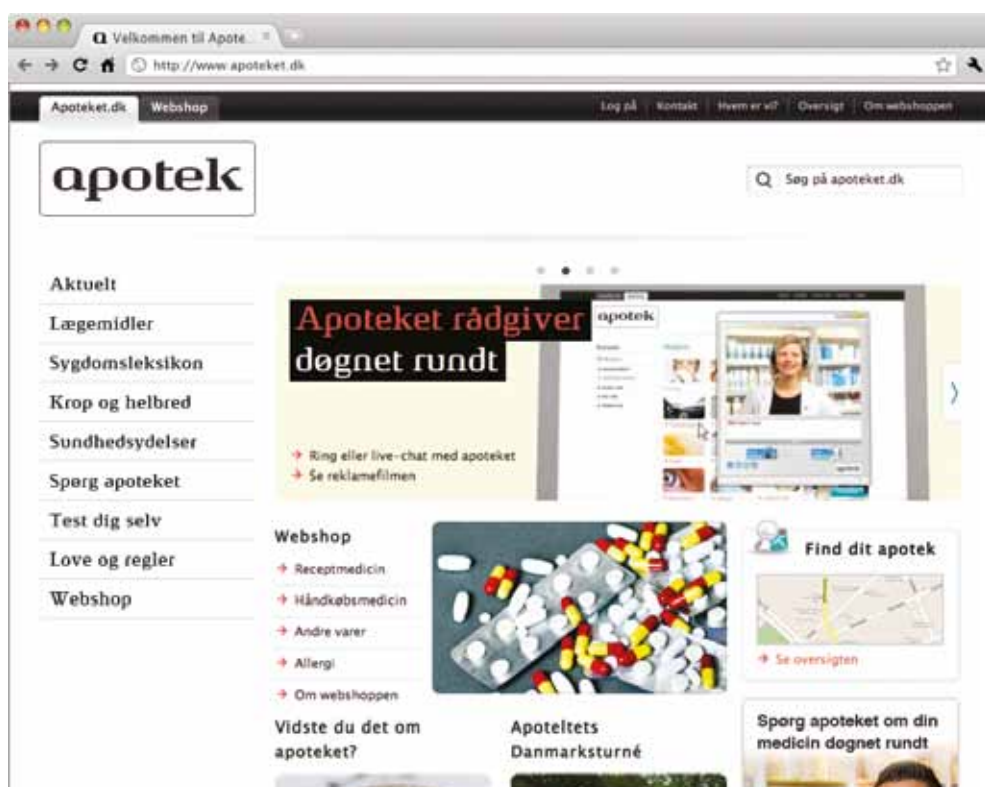 Velkommen til Apote
http://www.apoteket.dk
Apoteket.dk Webshop
Log på Kontakt Hvem er vi? Oversigt Om webshoppen
apotek
Søg på apoteket.dk
Aktuelt
Lægemidler
Sygdomsleksikon
Krop og helbred
Sundhedsydelser
Spørg apoteket
Test dig selv
Love og regler
Webshop
Apoteket rådgiver
døgnet rundt
Ring eller live-chat med apoteket
Se reklamefilmen
apotek
Webshop
Receptmedicin
Håndkøbsmedicin
Andre varer
Allergi
Om webshoppen
Find dit apotek
Se oversigten
Vidste du det om
apoteket?
Apoteltets
Danmarksturné
Spørg apoteket om din
medicin døgnet rundt